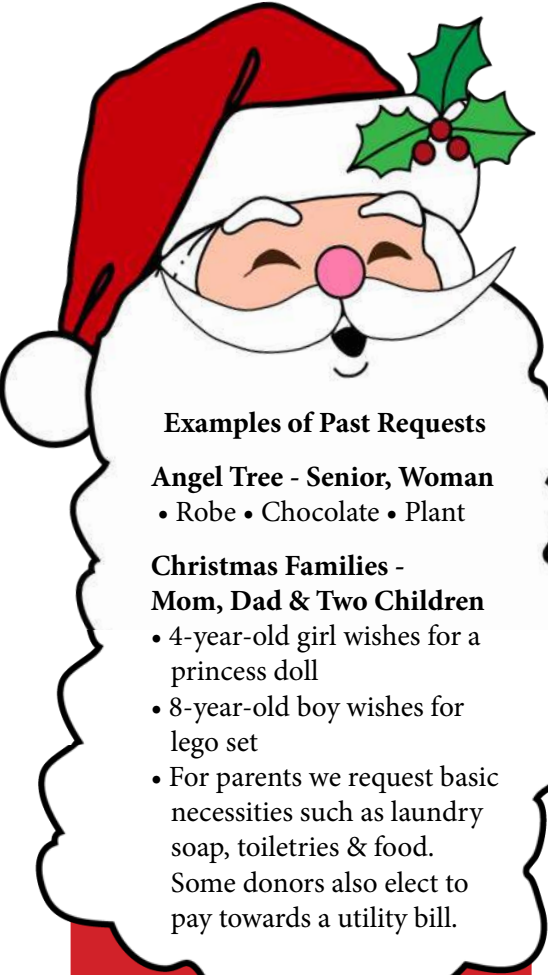 Examples of Past Requests
Angel Tree - Senior, Woman
• Robe • Chocolate • Plant
Christmas Families -
Mom, Dad & Two Children
• 4-year-old girl wishes for a
princess doll
• 8-year-old boy wishes for
lego set
• For parents we request basic
necessities such as laundry
soap, toiletries & food.
Some donors also elect to
pay towards a utility bill.